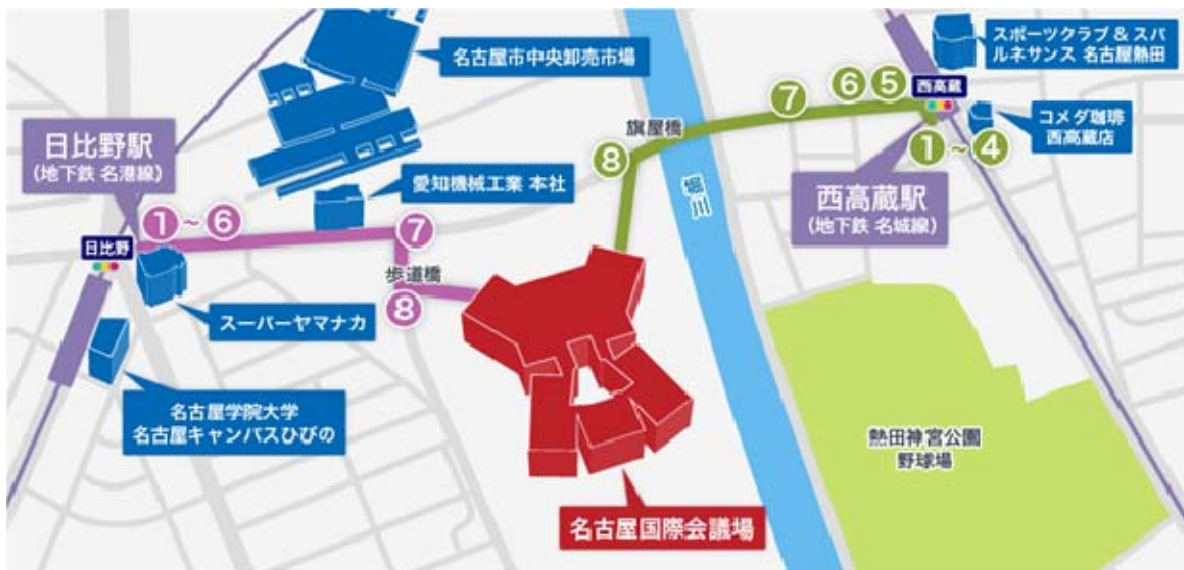 名古屋市中央卸売市場
スポーツクラブ&スパ
ルネサンス 名古屋熱田
西高蔵
コメダ珈琲
西高蔵店
⑥ ⑤
⑦
旗屋橋
①~④
日比野駅
(地下鉄 名港線)
愛知機械工業 本社
⑧
堀川
西高蔵駅
(地下鉄 名城線)
①~⑥
⑦
日比野
歩道橋
⑧
スーパーヤマナカ
名古屋学院大学
名古屋キャンパスひびの
熱田神宮公園
野球場
名古屋国際会議場